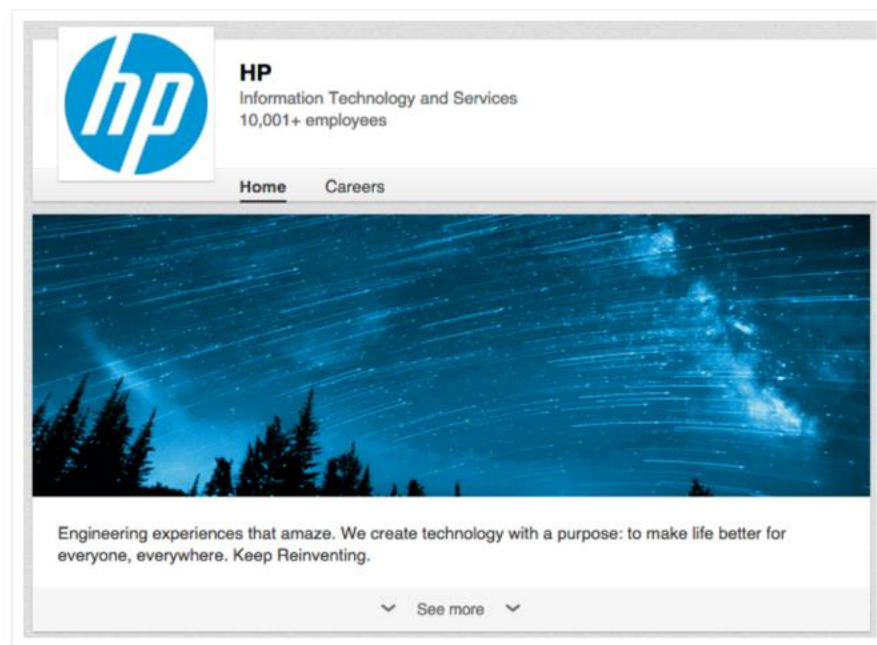 hp
HP
Information Technology and Services
10,001+ employees
Home Careers
Engineering experiences that amaze. We create technology with a purpose: to make life better for
everyone, everywhere. Keep Reinventing.
See more